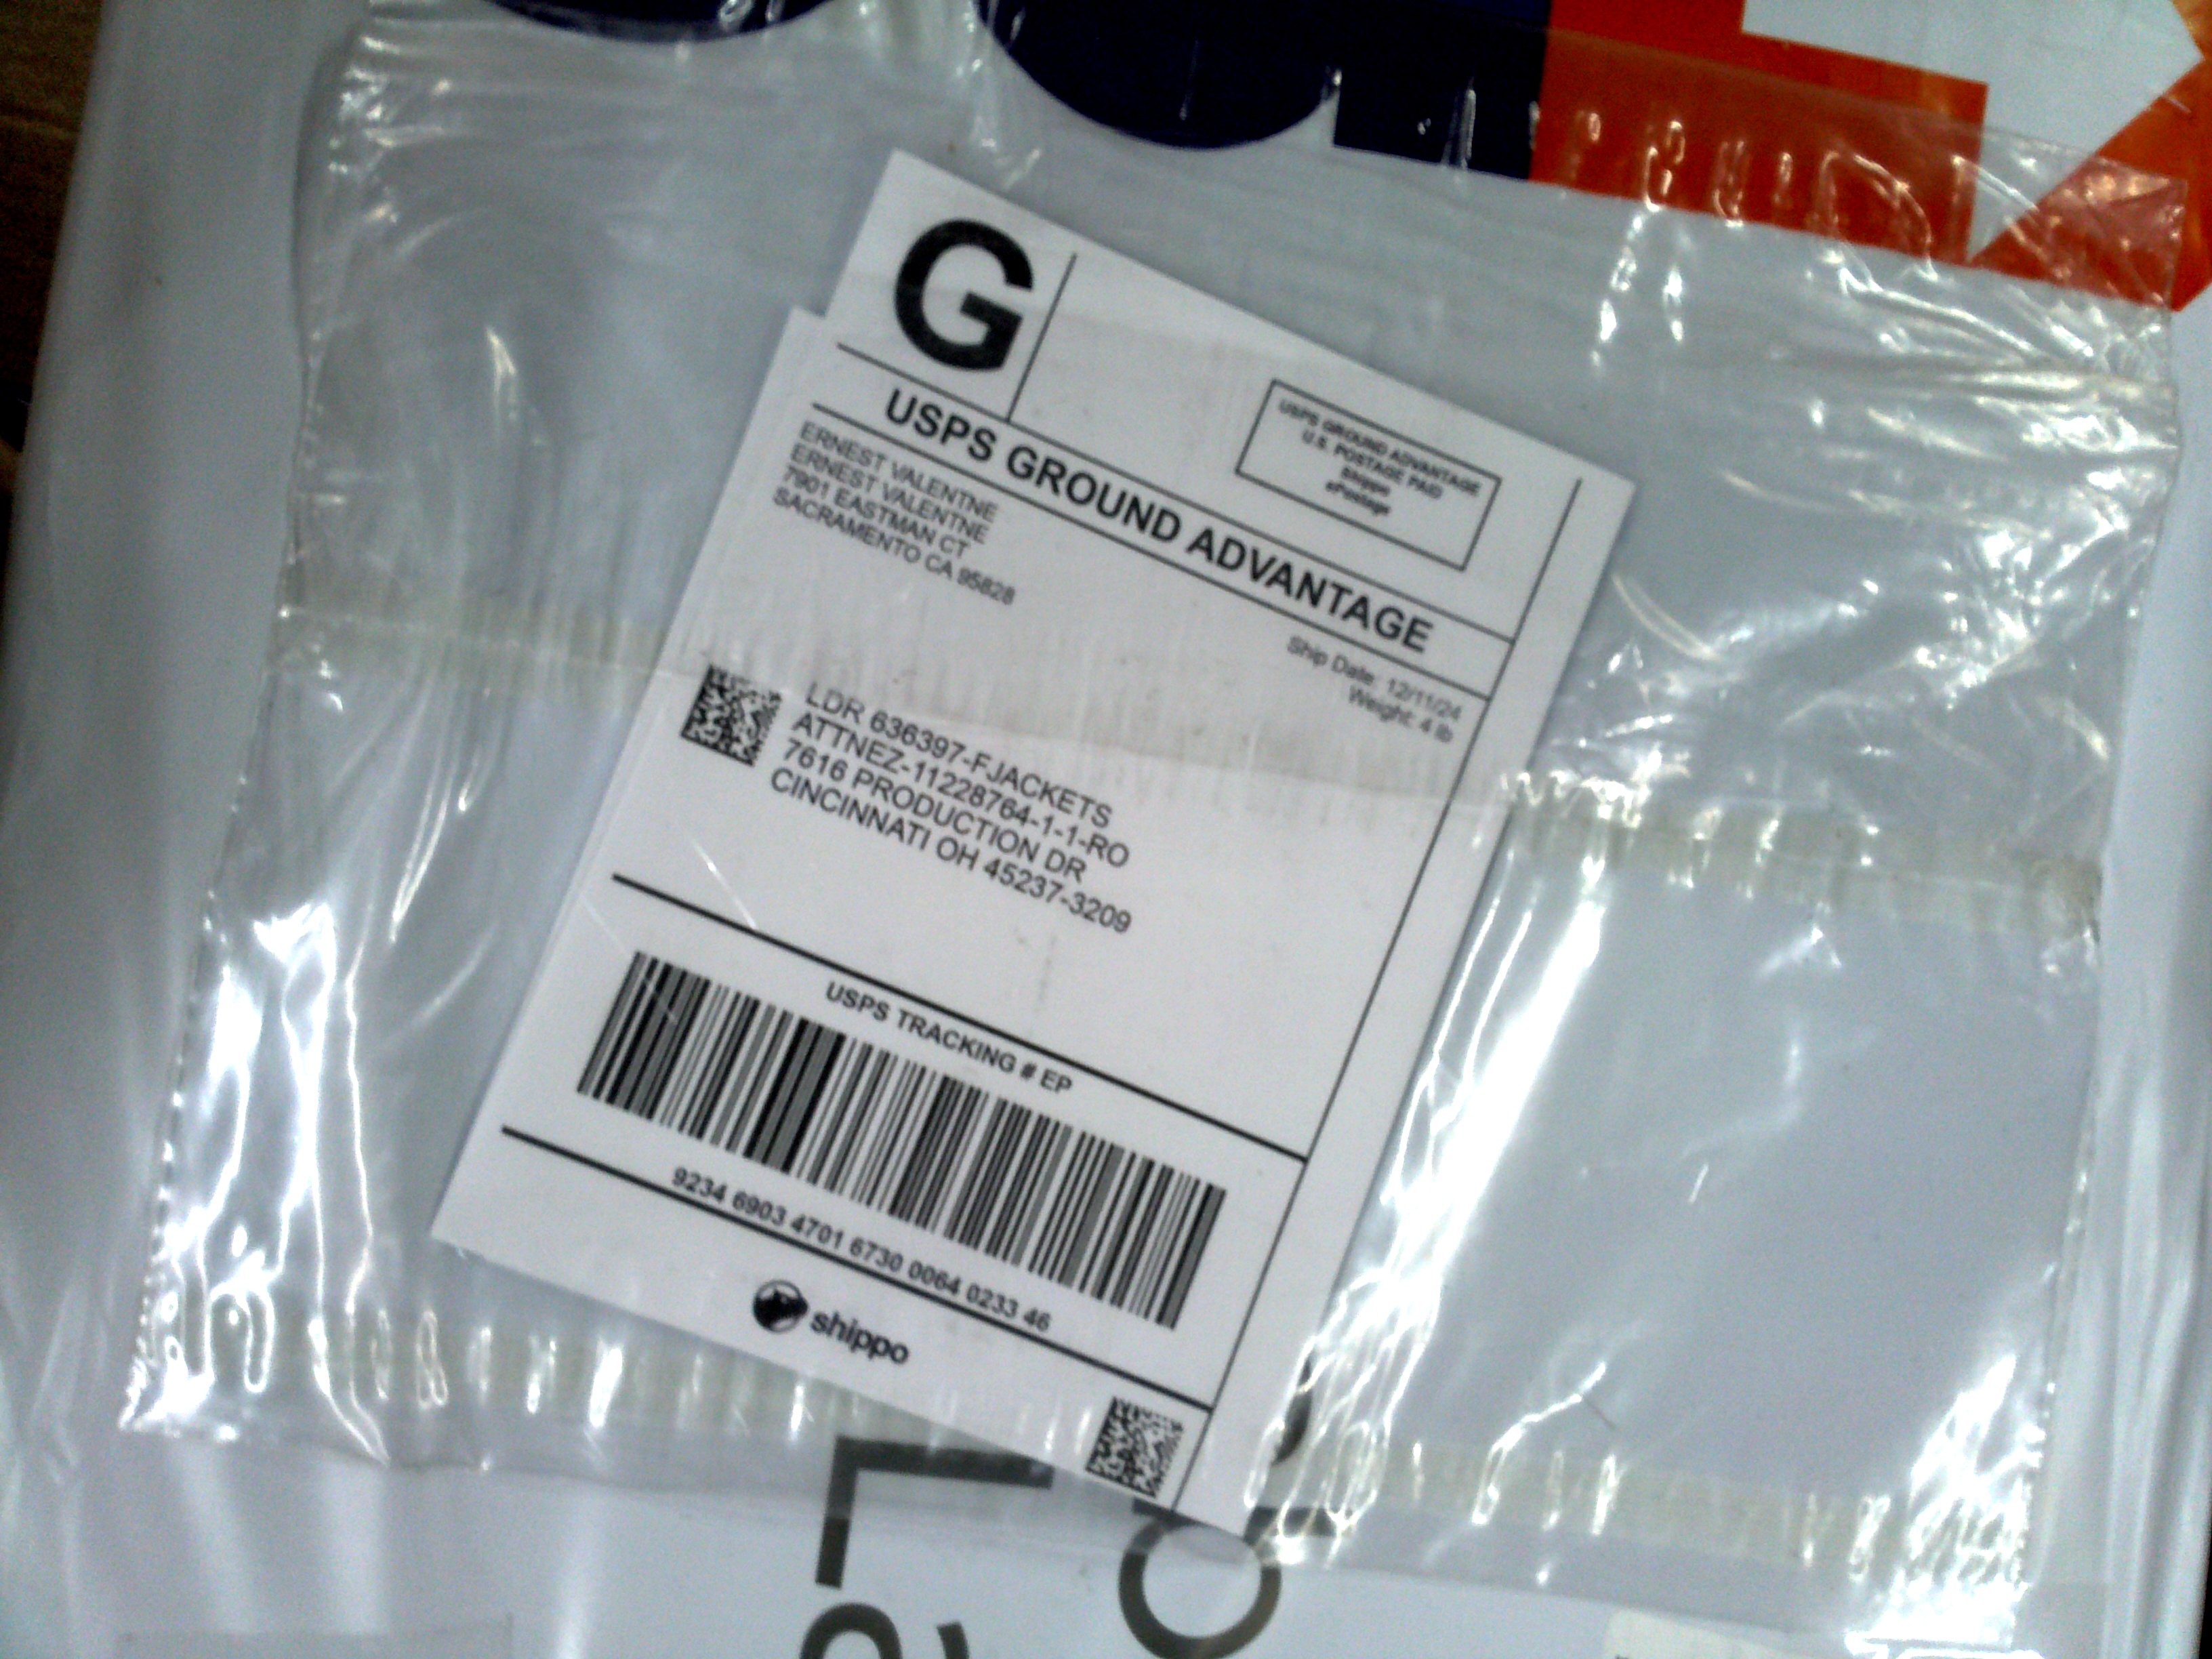 G
USPS GROUND ADVANTAGE
U.S. POSTAGE PAID
Shippo
ePostage
USPS GROUND ADVANTAGE
ERNEST VALENTNE
ERNEST VALENTNE
7901 EASTMAN CT
SACRAMENTO CA 95828
Ship Date: 12/11/24
Weight: 4 lb
LDR 636397-FJACKETS
ATTNEZ-11228764-1-1-RO
7616 PRODUCTION DR
CINCINNATI OH 45237-3209
USPS TRACKING # EP
9234 6903 4701 6730 0064 0233 46
shippo